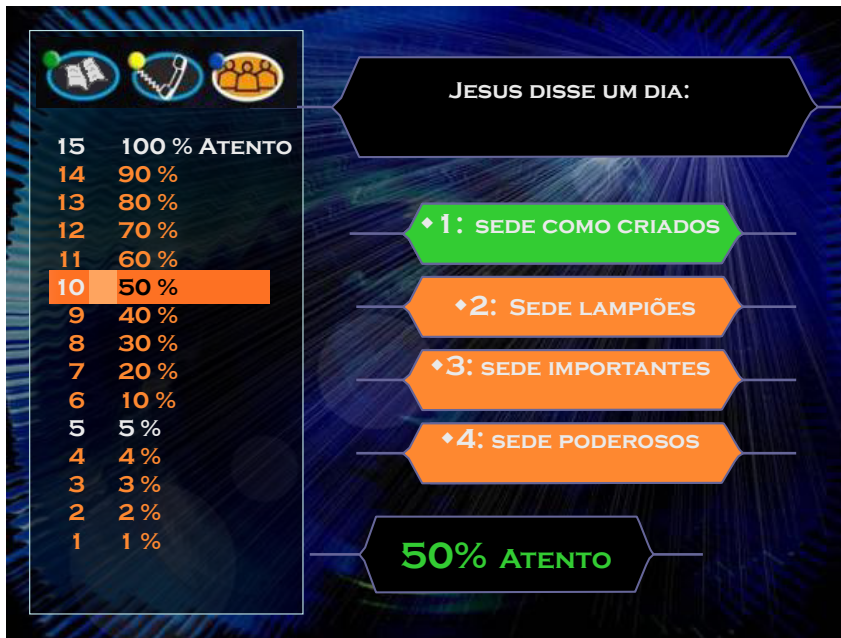 JESUS DISSE UM DIA:
15 100 % ATENTO
14 90 %
13 80 %
12 70 %
11 60 %
10 50 %
9 40 %
8 30 %
7 20 %
6 10 %
5 5 %
4 4 %
3 3 %
2 2 %
1 1 %
1: SEDE COMO CRIADOS
2: SEDE LAMPIÕES
3: SEDE IMPORTANTES
4: SEDE PODEROSOS
50% ATENTO